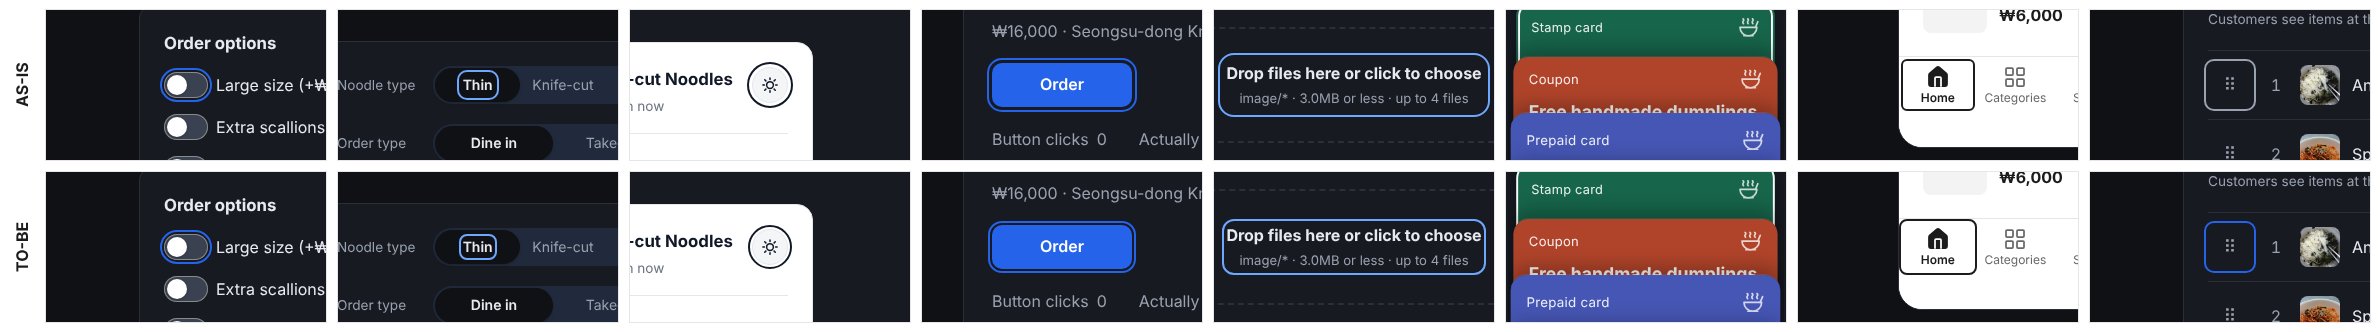 AS-IS
Order options
Large size (+₩
Extra scallions
Noodle type
Thin
Knife-cut
Order type
Dine in
Take
-cut Noodles
now
₩16,000 · Seongsu-dong Kr
Order
Button clicks 0
Actually
Drop files here or click to choose
image/* · 3.0MB or less · up to 4 files
Stamp card
Coupon
Free handmade dumplings
Prepaid card
₩6,000
Home
Categories
S
Customers see items at t
1
An
2
Sp
TO-BE
Order options
Large size (+₩
Extra scallions
Noodle type
Thin
Knife-cut
Order type
Dine in
Take
-cut Noodles
now
₩16,000 · Seongsu-dong Kr
Order
Button clicks 0
Actually
Drop files here or click to choose
image/* · 3.0MB or less · up to 4 files
Stamp card
Coupon
Free handmade dumplings
Prepaid card
₩6,000
Home
Categories
S
Customers see items at t
1
An
2
Sp